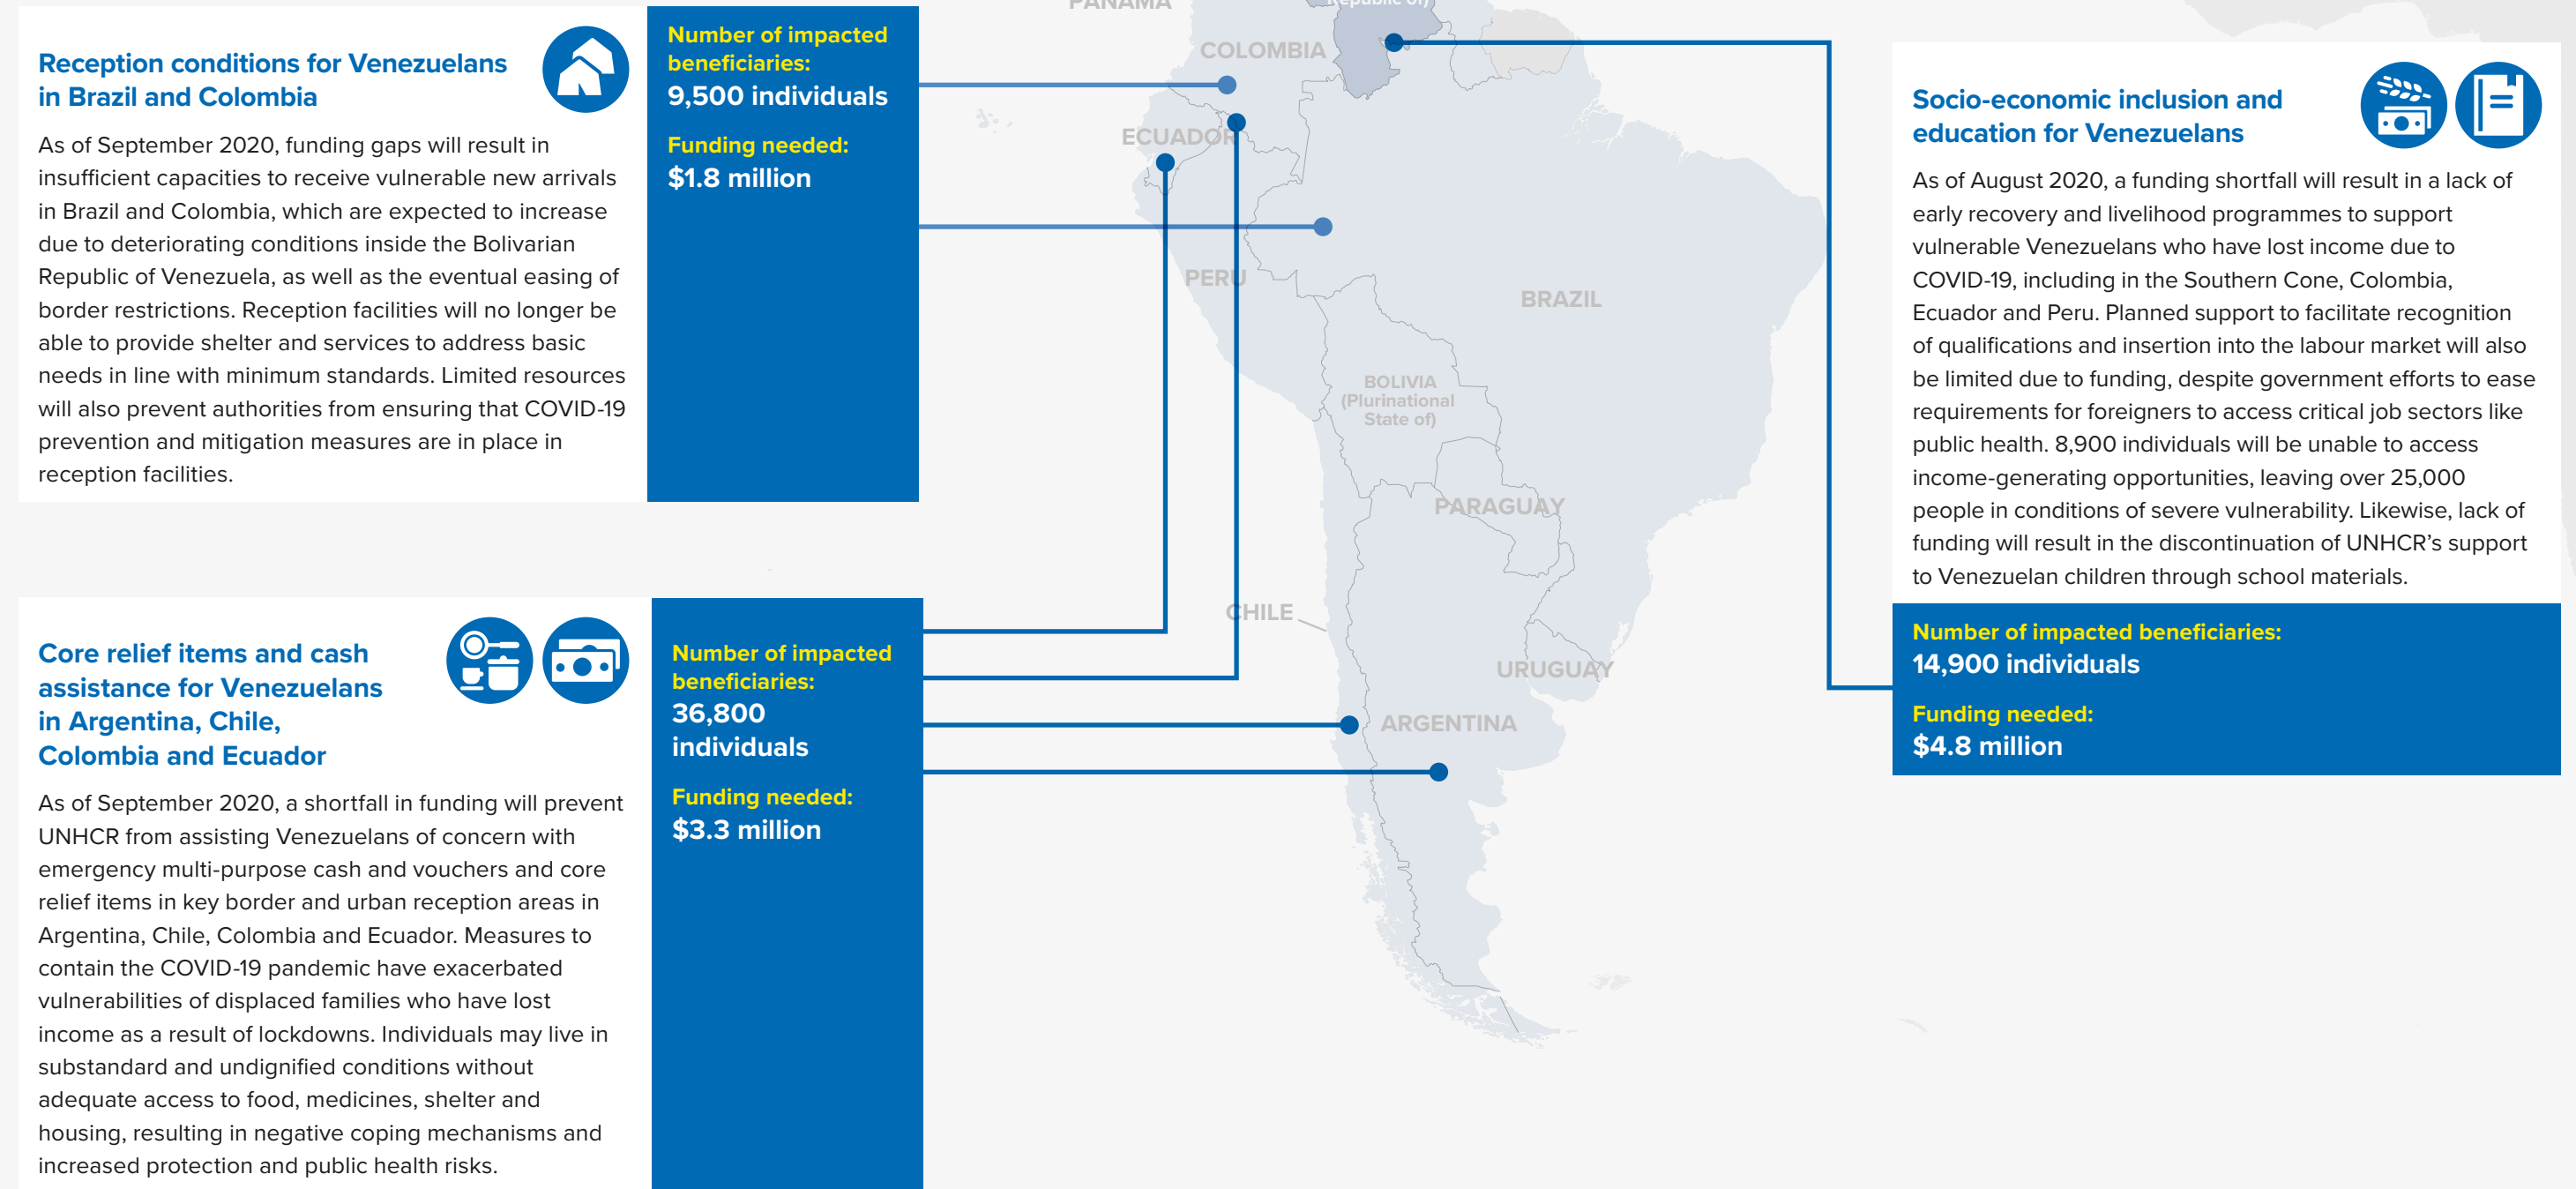 Reception conditions for Venezuelans
in Brazil and Colombia
As of September 2020, funding gaps will result in
insufficient capacities to receive vulnerable new arrivals
in Brazil and Colombia, which are expected to increase
due to deteriorating conditions inside the Bolivarian
Republic of Venezuela, as well as the eventual easing of
border restrictions. Reception facilities will no longer be
able to provide shelter and services to address basic
needs in line with minimum standards. Limited resources
will also prevent authorities from ensuring that COVID-19
prevention and mitigation measures are in place in
reception facilities.
Number of impacted
beneficiaries:
9,500 individuals
Funding needed:
$1.8 million
Core relief items and cash
assistance for Venezuelans
in Argentina, Chile,
Colombia and Ecuador
As of September 2020, a shortfall in funding will prevent
UNHCR from assisting Venezuelans of concern with
emergency multi-purpose cash and vouchers and core
relief items in key border and urban reception areas in
Argentina, Chile, Colombia and Ecuador. Measures to
contain the COVID-19 pandemic have exacerbated
vulnerabilities of displaced families who have lost
income as a result of lockdowns. Individuals may live in
substandard and undignified conditions without
adequate access to food, medicines, shelter and
housing, resulting in negative coping mechanisms and
increased protection and public health risks.
Number of impacted
beneficiaries:
36,800
individuals
Funding needed:
$3.3 million
PANAMA
Republic of)
COLOMBIA
ECUADOR
PERU
BRAZIL
BOLIVIA
(Plurinational
State of)
PARAGUAY
CHILE
URUGUAY
ARGENTINA
Socio-economic inclusion and
education for Venezuelans
As of August 2020, a funding shortfall will result in a lack of
early recovery and livelihood programmes to support
vulnerable Venezuelans who have lost income due to
COVID-19, including in the Southern Cone, Colombia,
Ecuador and Peru. Planned support to facilitate recognition
of qualifications and insertion into the labour market will also
be limited due to funding, despite government efforts to ease
requirements for foreigners to access critical job sectors like
public health. 8,900 individuals will be unable to access
income-generating opportunities, leaving over 25,000
people in conditions of severe vulnerability. Likewise, lack of
funding will result in the discontinuation of UNHCR's support
to Venezuelan children through school materials.
Number of impacted beneficiaries:
14,900 individuals
Funding needed:
$4.8 million